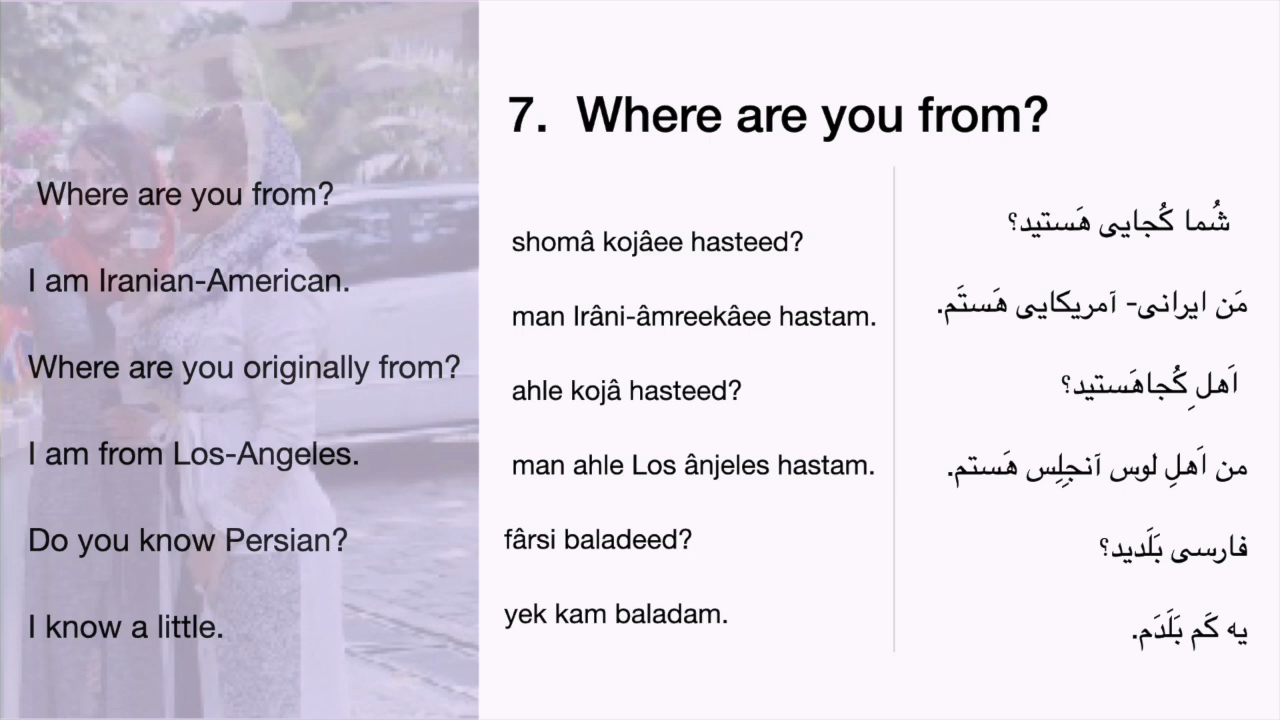 7. Where are you from?
Where are you from?
I am Iranian-American.
Where are you originally from?
I am from Los-Angeles.
Do you know Persian?
I know a little.
shomâ kojâee hasteed?
man Irâni-âmreekâee hastam.
ahle kojâ hasteed?
man ahle Los ânjeles hastam.
fârsi baladeed?
yek kam baladam.
شُما کُجایی هَستید؟
مَن ایرانی- آمریکایی هَستَم.
اَهلِ کُجاهَستید؟
من اَهلِ لوس آنجِلِس هَستم.
فارسی بَلَدید؟
یه کَم بَلَدَم.